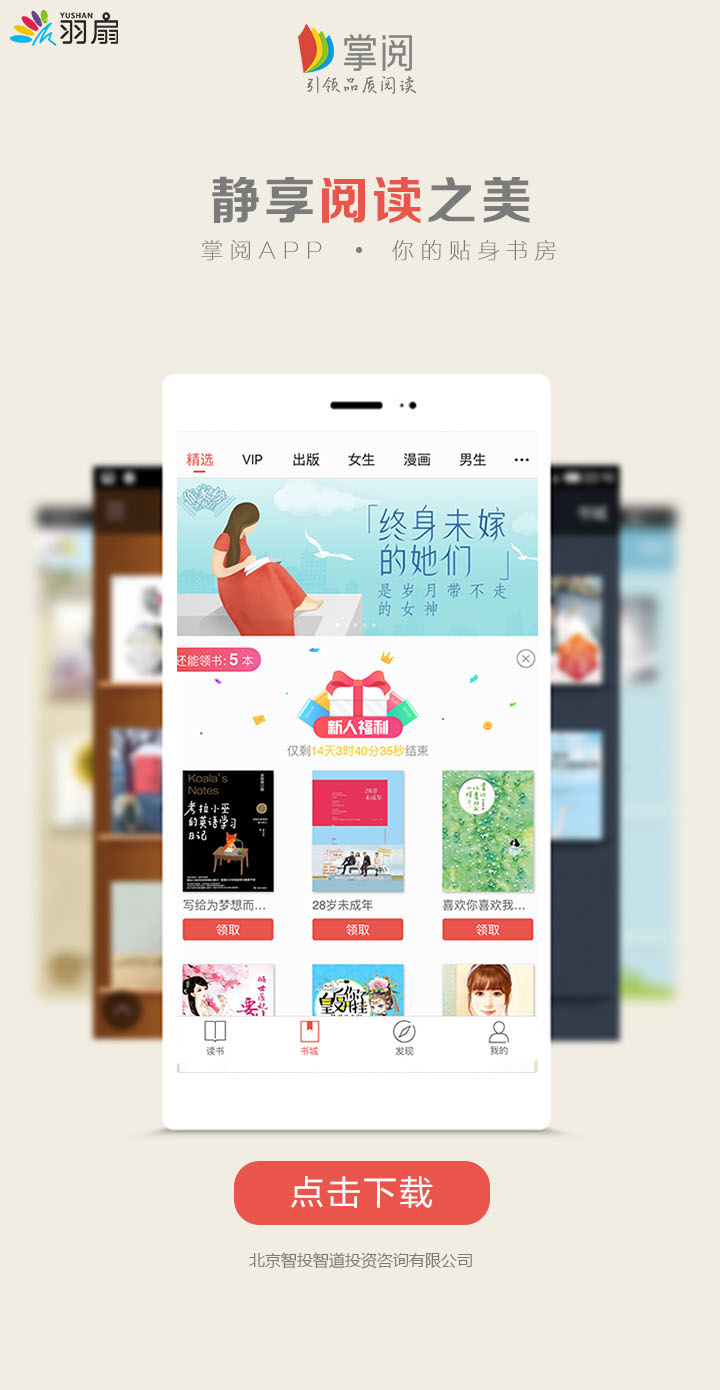 YUSHAN
羽扇
掌阅
引领品质阅读
静享阅读之美
掌阅APP • 你的贴身书房
精选 VIP 出版 女生 漫画 男生 •••
「终身未嫁
的她们」
是岁月带不走
的女神
还能领书: 5 本
新人福利
仅剩14天3时40分35秒结束
Koala's
Notes
考拉小巫
的英语学习
日记
28岁
未成年
写给为梦想而... 28岁未成年 喜欢你喜欢我...
领取 领取 领取
读书 书城 发现 我的
点击下载
北京智投智道投资咨询有限公司